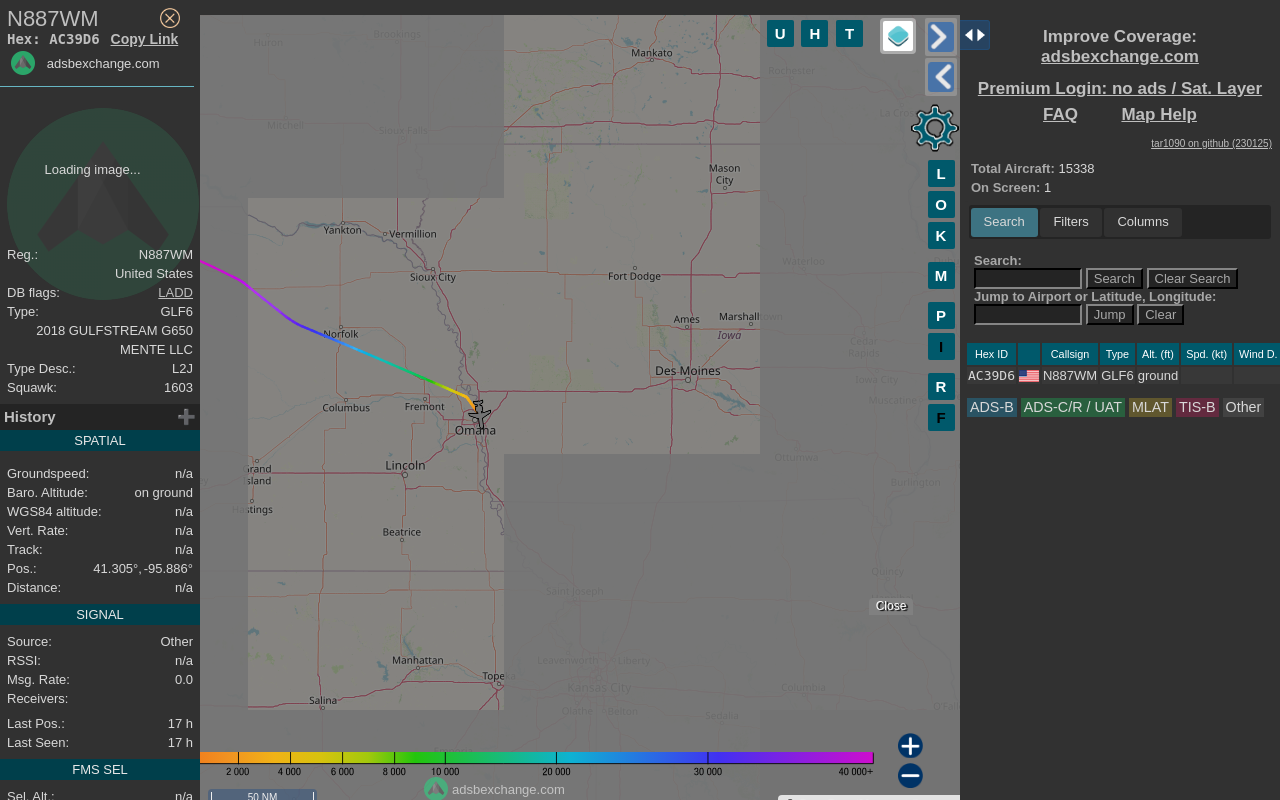 N887WM
Hex: AC39D6 Copy Link
adsbexchange.com
Loading image...
Reg.: N887WM
United States
DB flags: LADD
Type: GLF6
2018 GULFSTREAM G650
MENTE LLC
Type Desc.: L2J
Squawk: 1603
History
SPATIAL
Groundspeed: n/a
Baro. Altitude: on ground
WGS84 altitude: n/a
Vert. Rate: n/a
Track: n/a
Pos.: 41.305°, -95.886°
Distance: n/a
SIGNAL
Source: Other
RSSI: n/a
Msg. Rate: 0.0
Receivers:
Last Pos.: 17 h
Last Seen: 17 h
FMS SEL
Sel. Alt.: n/a
U H T
Huron
Brookings
Mankato
Rochester
Mitchell
Sioux Falls
Mason
City
Yankton
Vermillion
Sioux City
Fort Dodge
Waterloo
Norfolk
Ames
Marshalltown
Iowa
Cedar
Rapids
Des Moines
Iowa City
Columbus
Fremont
Omaha
Lincoln
Grand
Island
Hastings
Ottumwa
Burlington
Beatrice
Quincy
Saint Joseph
Manhattan
Topeka
Leavenworth
Liberty
Kansas City
Columbia
Salina
Olathe
Sedalia
L
O
K
M
P
I
R
F
Close
2 000 4 000 6 000 8 000 10 000 20 000 30 000 40 000+
adsbexchange.com
50 NM
Improve Coverage:
adsbexchange.com
Premium Login: no ads / Sat. Layer
FAQ Map Help
tar1090 on github (230125)
Total Aircraft: 15338
On Screen: 1
Search Filters Columns
Search:
Search Clear Search
Jump to Airport or Latitude, Longitude:
Jump Clear
Hex ID Callsign Type Alt. (ft) Spd. (kt) Wind D.
AC39D6 N887WM GLF6 ground
ADS-B ADS-C/R / UAT MLAT TIS-B Other